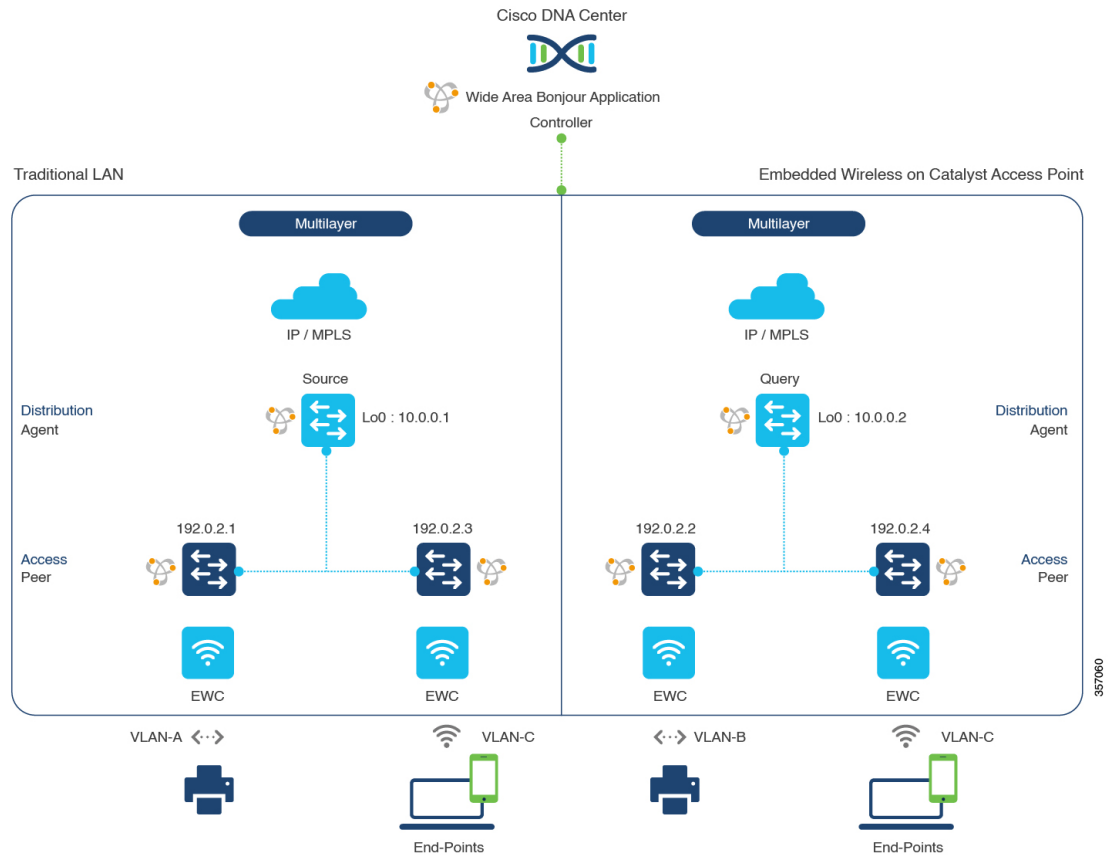 Cisco DNA Center
Wide Area Bonjour Application
Controller
Traditional LAN
Embedded Wireless on Catalyst Access Point
Multilayer
Multilayer
IP / MPLS
IP / MPLS
Source
Query
Distribution
Agent
Lo0 : 10.0.0.1
Lo0 : 10.0.0.2
Distribution
Agent
192.0.2.1
192.0.2.3
192.0.2.2
192.0.2.4
Access
Peer
Access
Peer
EWC
EWC
EWC
EWC
357060
VLAN-A
VLAN-C
VLAN-B
VLAN-C
End-Points
End-Points